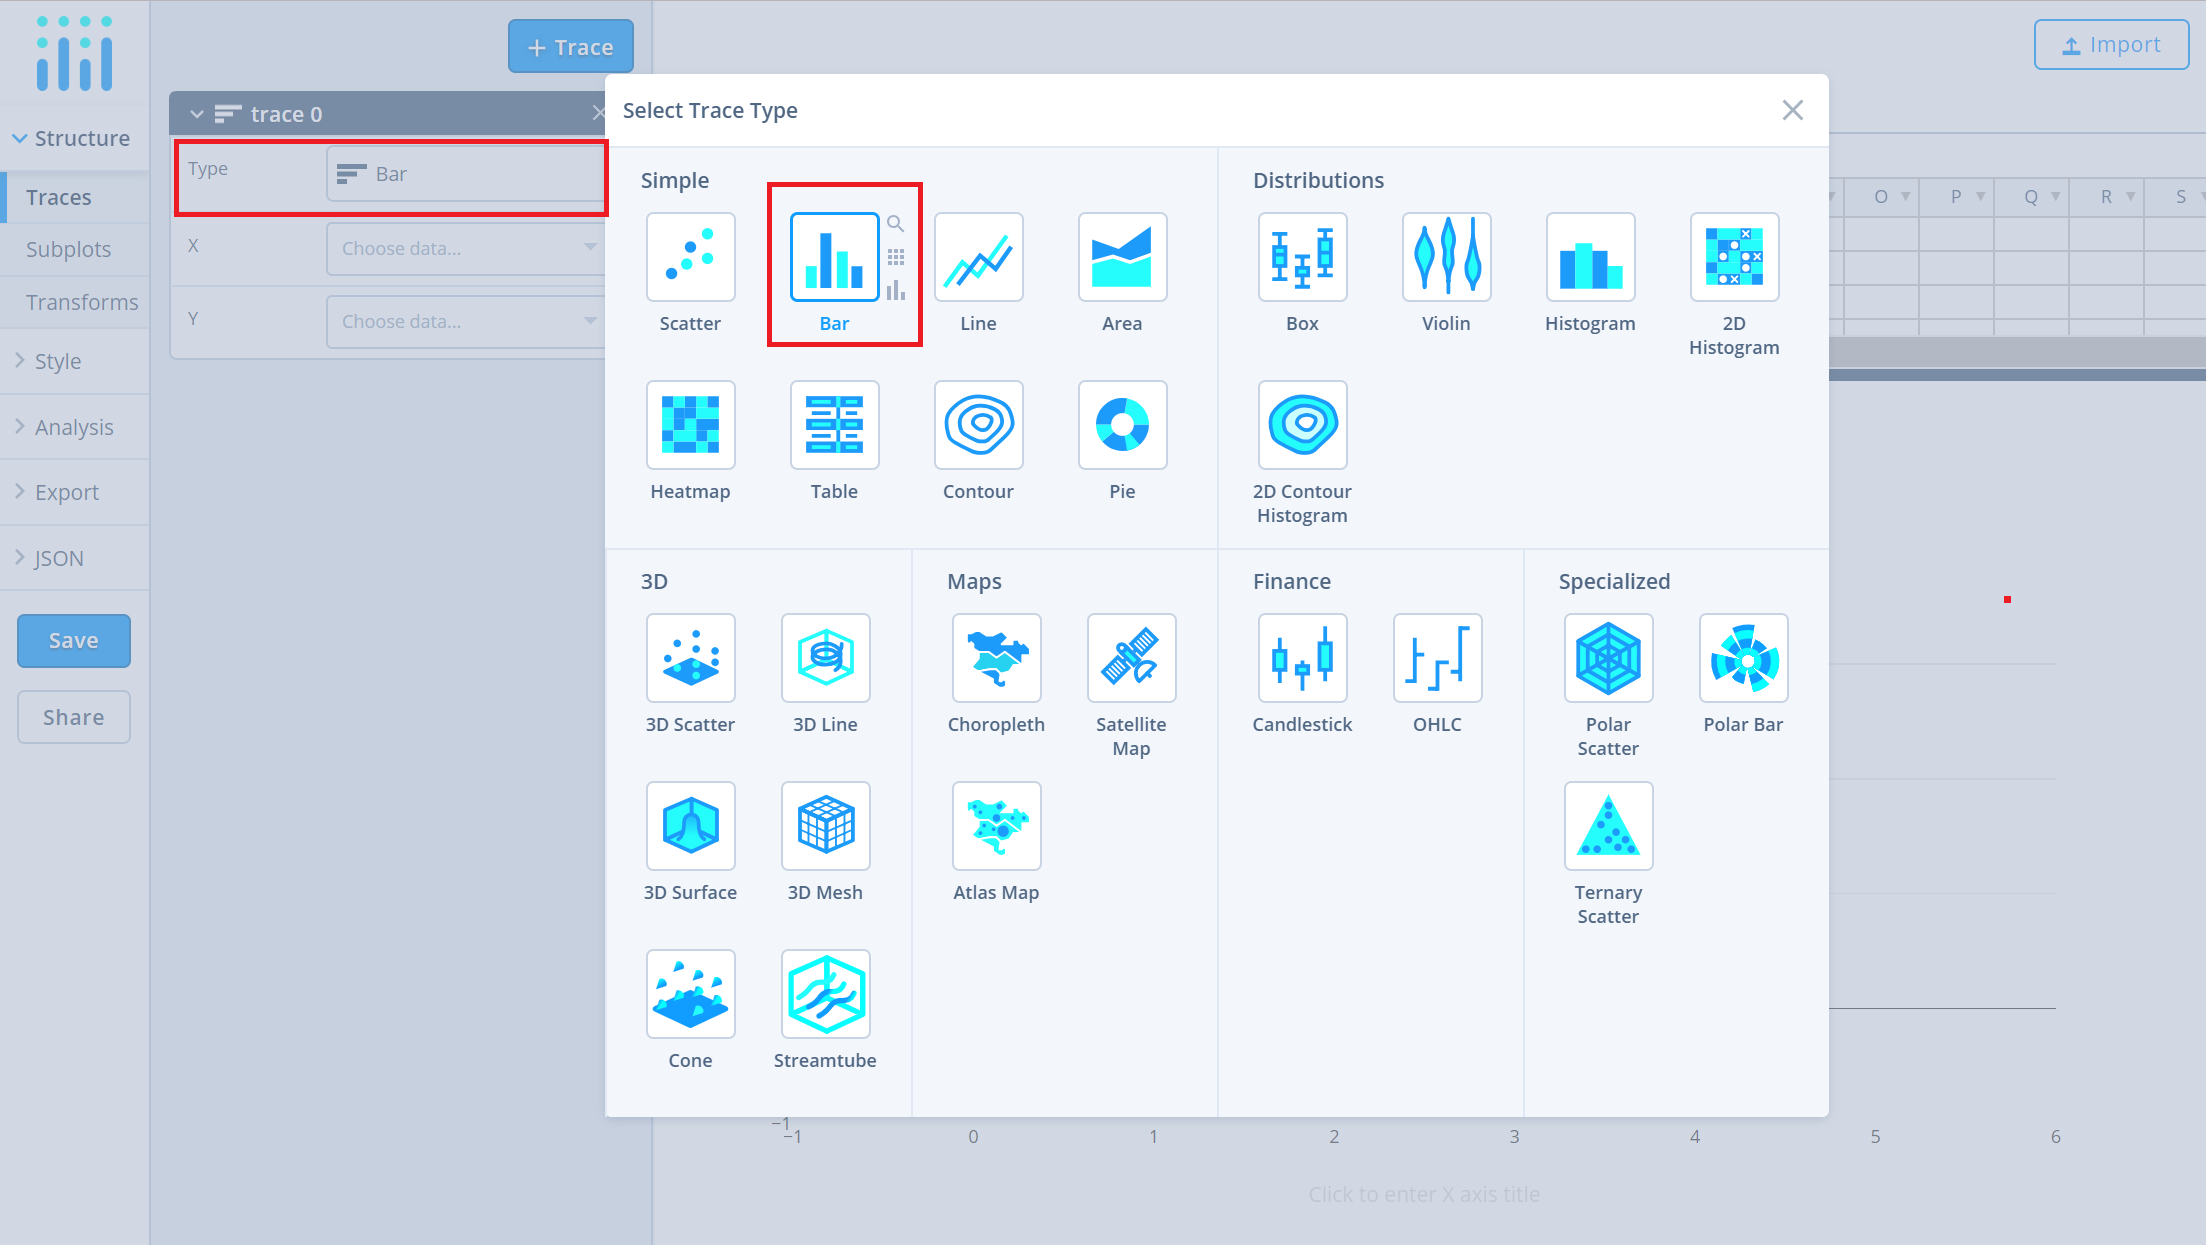 + Trace
Import
trace 0
Select Trace Type
Structure
Type
Bar
Traces
X
Choose data...
Subplots
Transforms
Y
Choose data...
Style
Analysis
Export
JSON
Save
Share
Simple
Scatter
Bar
Line
Area
Heatmap
Table
Contour
Pie
Distributions
Box
Violin
Histogram
2D
Histogram
2D Contour
Histogram
O P Q R S
3D
3D Scatter
3D Line
3D Surface
3D Mesh
Cone
Streamtube
Maps
Choropleth
Satellite
Map
Atlas Map
Finance
Candlestick
OHLC
Specialized
Polar
Scatter
Polar Bar
Ternary
Scatter
−1
−1 0 1 2 3 4 5 6
Click to enter X axis title